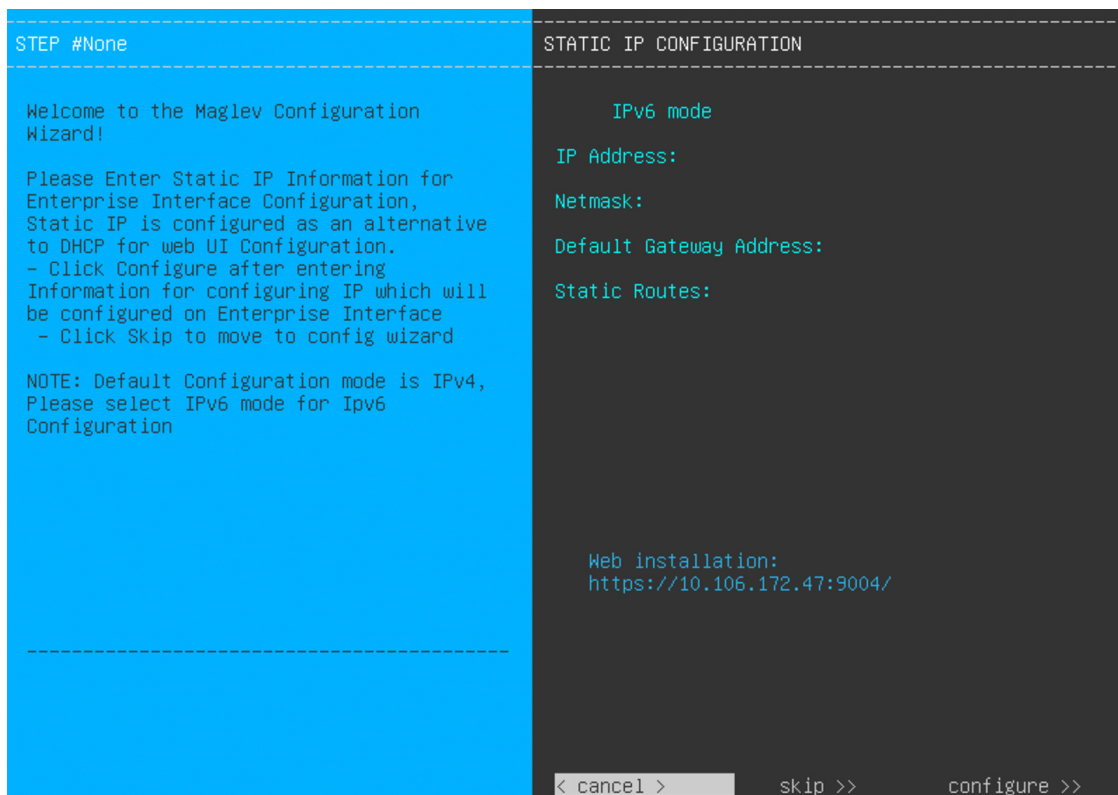 STEP #None
Welcome to the Maglev Configuration
Wizard!
Please Enter Static IP Information for
Enterprise Interface Configuration,
Static IP is configured as an alternative
to DHCP for web UI Configuration.
- Click Configure after entering
Information for configuring IP which will
be configured on Enterprise Interface
- Click Skip to move to config wizard
NOTE: Default Configuration mode is IPv4,
Please select IPv6 mode for Ipv6
Configuration
STATIC IP CONFIGURATION
IPv6 mode
IP Address:
Netmask:
Default Gateway Address:
Static Routes:
Web installation:
https://10.106.172.47:9004/
< cancel > skip >> configure >>